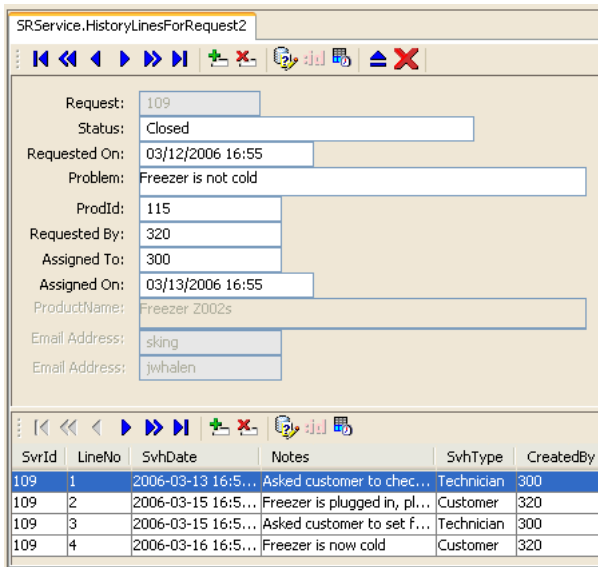 SRService.HistoryLinesForRequest2
:id
Request: 109
Status: Closed
Requested On: 03/12/2006 16:55
Problem: Freezer is not cold
ProdId: 115
Requested By: 320
Assigned To: 300
Assigned On: 03/13/2006 16:55
ProductName: Freezer Z002s
Email Address: sking
Email Address: jwhalen
:id
SvrId LineNo SvhDate Notes SvhType CreatedBy
109 1 2006-03-13 16:5... Asked customer to chec... Technician 300
109 2 2006-03-15 16:5... Freezer is plugged in, pl... Customer 320
109 3 2006-03-15 16:5... Asked customer to set f... Technician 300
109 4 2006-03-16 16:5... Freezer is now cold Customer 320